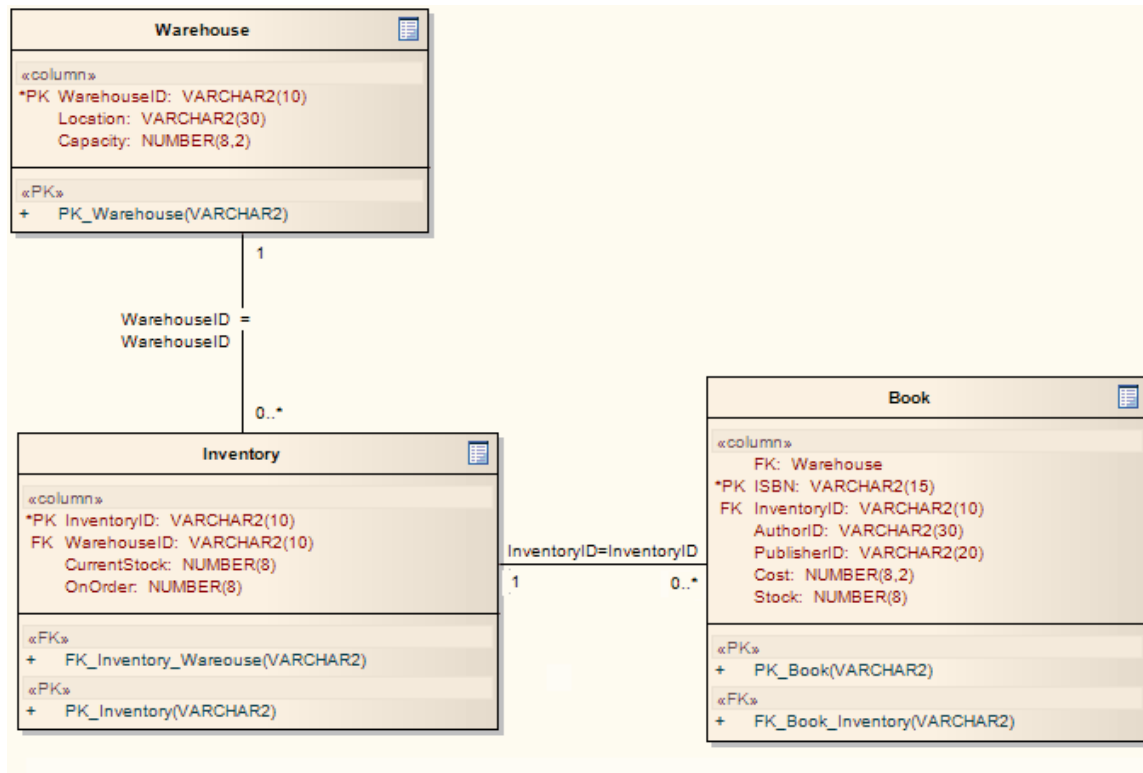 Warehouse
«column»
*PK WarehouseID: VARCHAR2(10)
Location: VARCHAR2(30)
Capacity: NUMBER(8,2)
«PK»
+ PK_Warehouse(VARCHAR2)
1
WarehouseID =
WarehouseID
0..*
Inventory
«column»
*PK InventoryID: VARCHAR2(10)
FK WarehouseID: VARCHAR2(10)
CurrentStock: NUMBER(8)
OnOrder: NUMBER(8)
«FK»
+ FK_Inventory_Wareouse(VARCHAR2)
«PK»
+ PK_Inventory(VARCHAR2)
InventoryID=InventoryID
1
0..*
Book
«column»
FK: Warehouse
*PK ISBN: VARCHAR2(15)
FK InventoryID: VARCHAR2(10)
AuthorID: VARCHAR2(30)
PublisherID: VARCHAR2(20)
Cost: NUMBER(8,2)
Stock: NUMBER(8)
«PK»
+ PK_Book(VARCHAR2)
«FK»
+ FK_Book_Inventory(VARCHAR2)